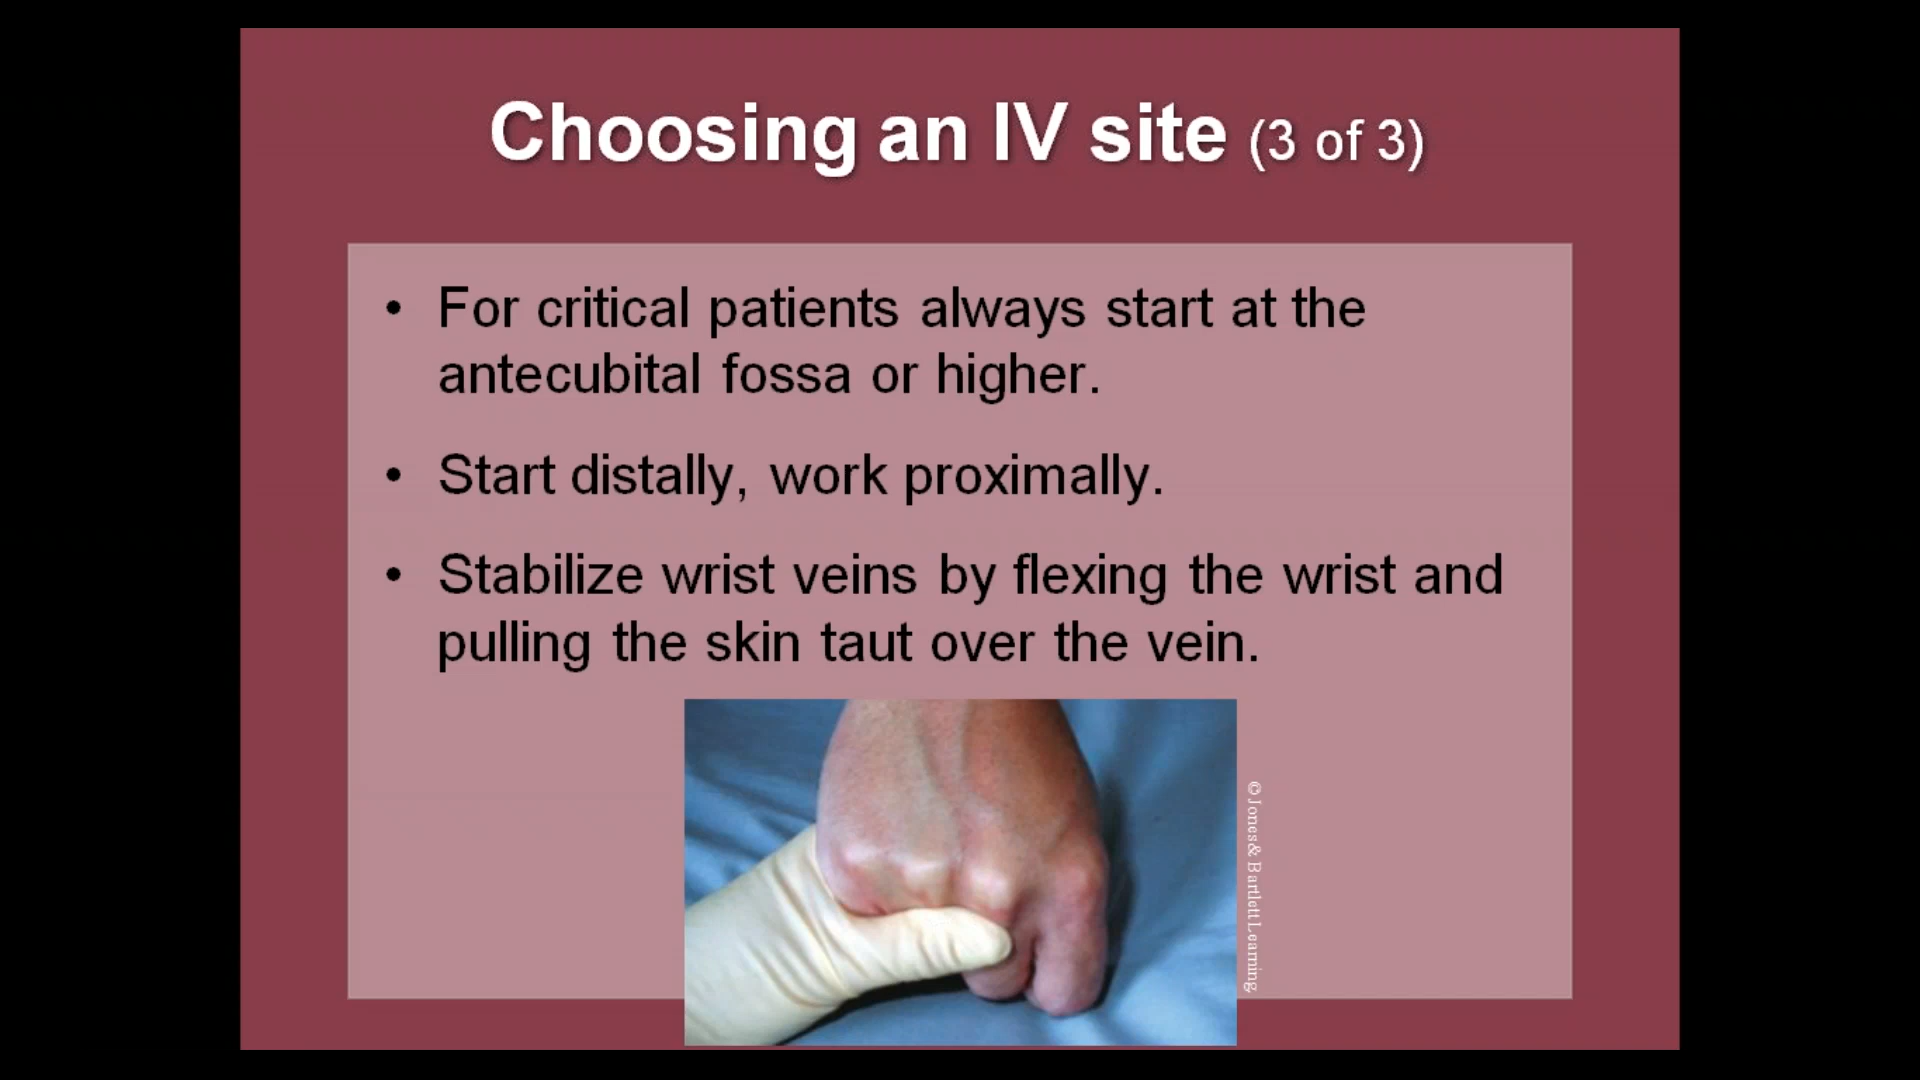 Choosing an IV site (3 of 3)
• For critical patients always start at the
antecubital fossa or higher.
• Start distally, work proximally.
• Stabilize wrist veins by flexing the wrist and
pulling the skin taut over the vein.
©Jones & Bartlett Learning